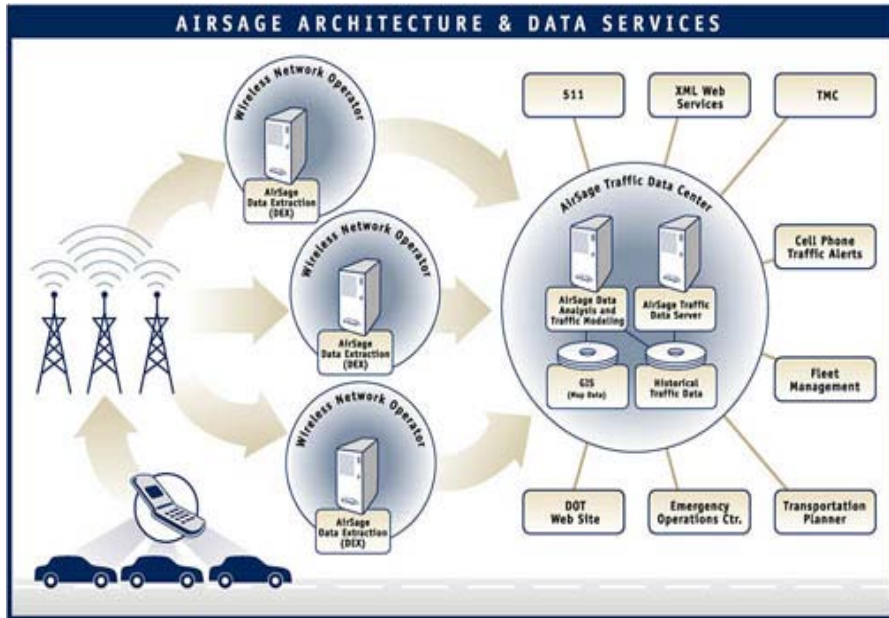 AIRSAGE ARCHITECTURE & DATA SERVICES
Wireless Network Operator
AirSage
Data Extraction
(DEX)
Wireless Network Operator
AirSage
Data Extraction
(DEX)
Wireless Network Operator
AirSage
Data Extraction
(DEX)
511
XML Web
Services
TMC
AirSage Traffic Data Center
AirSage Data
Analysis and
Traffic Modeling
AirSage Traffic
Data Server
GIS
(Map Data)
Historical
Traffic Data
Cell Phone
Traffic Alerts
Fleet
Management
DOT
Web Site
Emergency
Operations Ctr.
Transportation
Planner